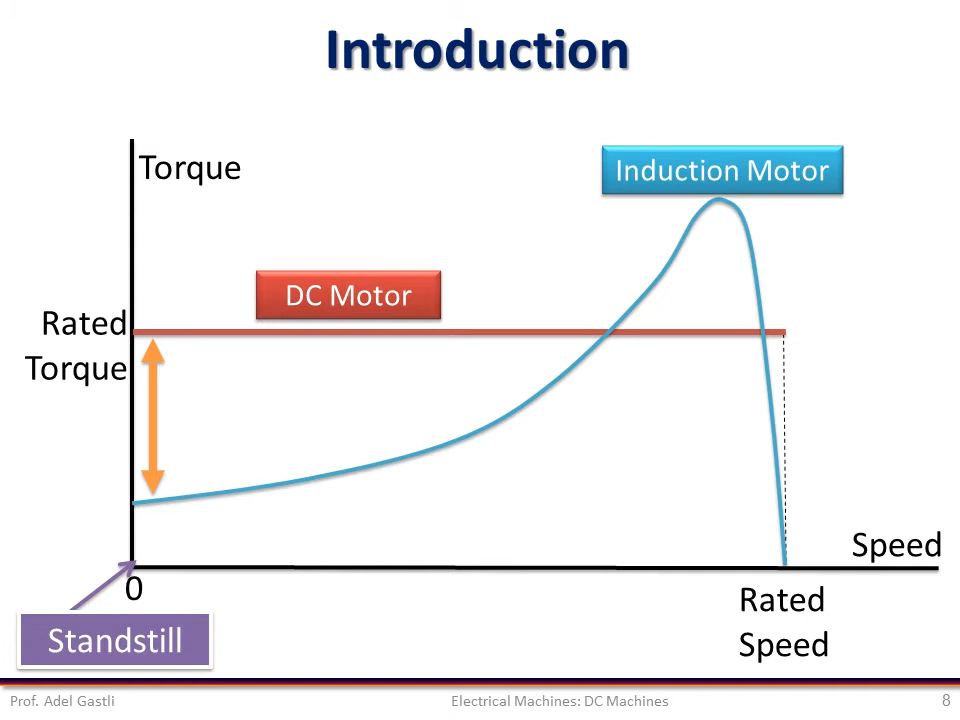 Introduction
Torque
Induction Motor
DC Motor
Rated
Torque
Speed
0
Rated
Speed
Standstill
Prof. Adel Gastli
Electrical Machines: DC Machines
8